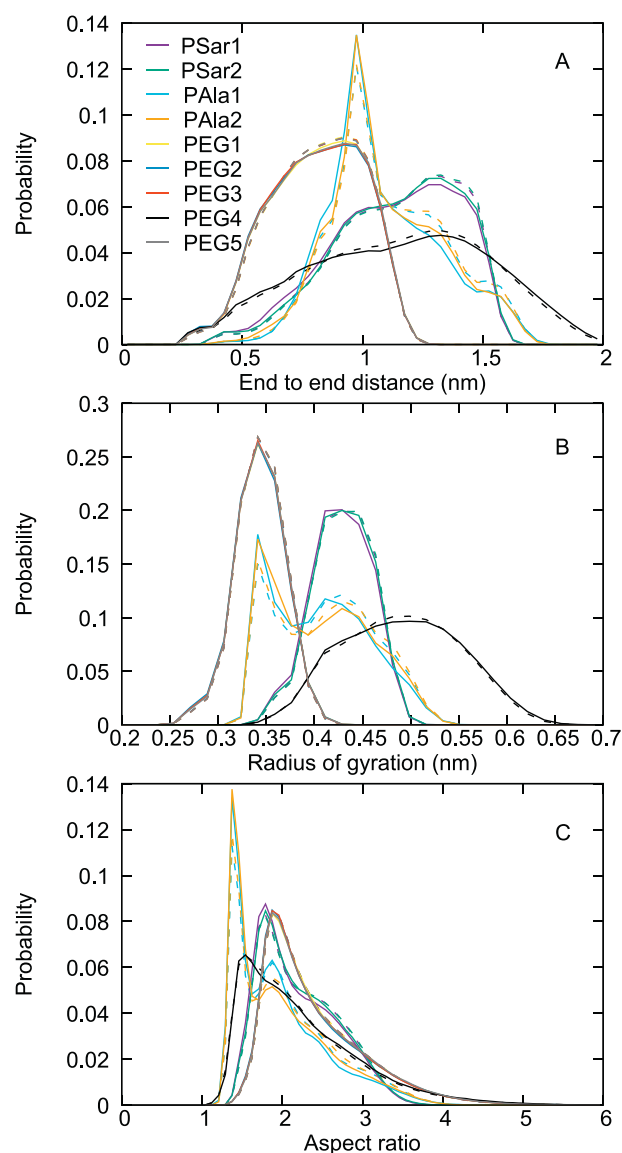 0.14
0.12
0.1
0.08
0.06
0.04
0.02
0
Probability
PSar1
PSar2
PAla1
PAla2
PEG1
PEG2
PEG3
PEG4
PEG5
A
0 0.5 1 1.5 2
End to end distance (nm)
0.3
0.25
0.2
0.15
0.1
0.05
0
Probability
B
0.2 0.25 0.3 0.35 0.4 0.45 0.5 0.55 0.6 0.65 0.7
Radius of gyration (nm)
0.14
0.12
0.1
0.08
0.06
0.04
0.02
0
Probability
C
0 1 2 3 4 5 6
Aspect ratio